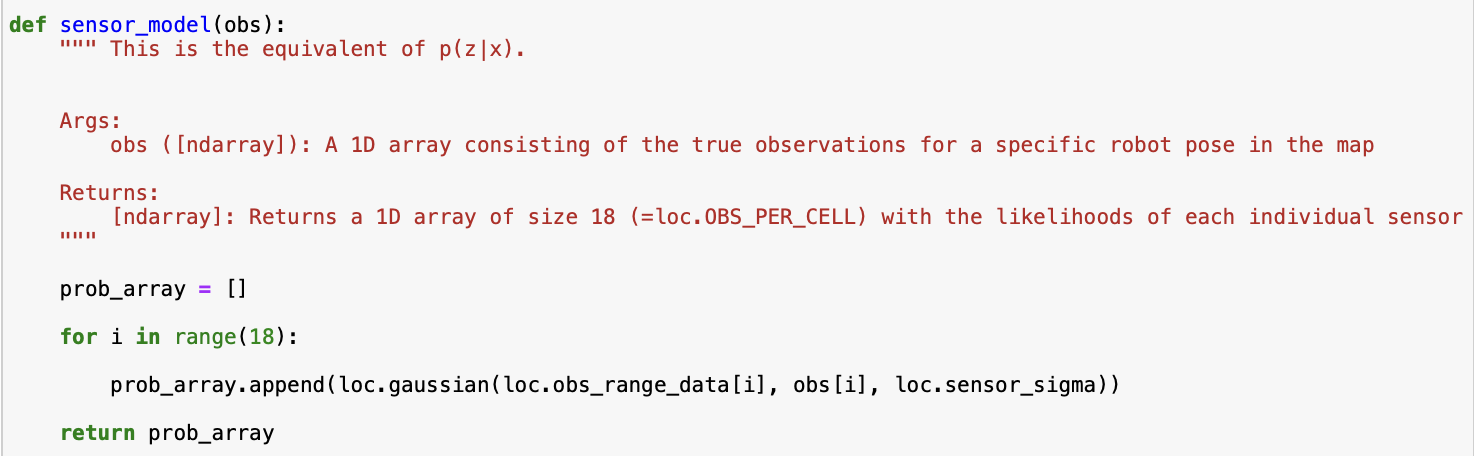 def sensor_model(obs):
    """ This is the equivalent of p(z|x).
    Args:
        obs ([ndarray]): A 1D array consisting of the true observations for a specific robot pose in the map
    Returns:
        [ndarray]: Returns a 1D array of size 18 (=loc.OBS_PER_CELL) with the likelihoods of each individual sensor
    """
    prob_array = []
    for i in range(18):
        prob_array.append(loc.gaussian(loc.obs_range_data[i], obs[i], loc.sensor_sigma))
    return prob_array